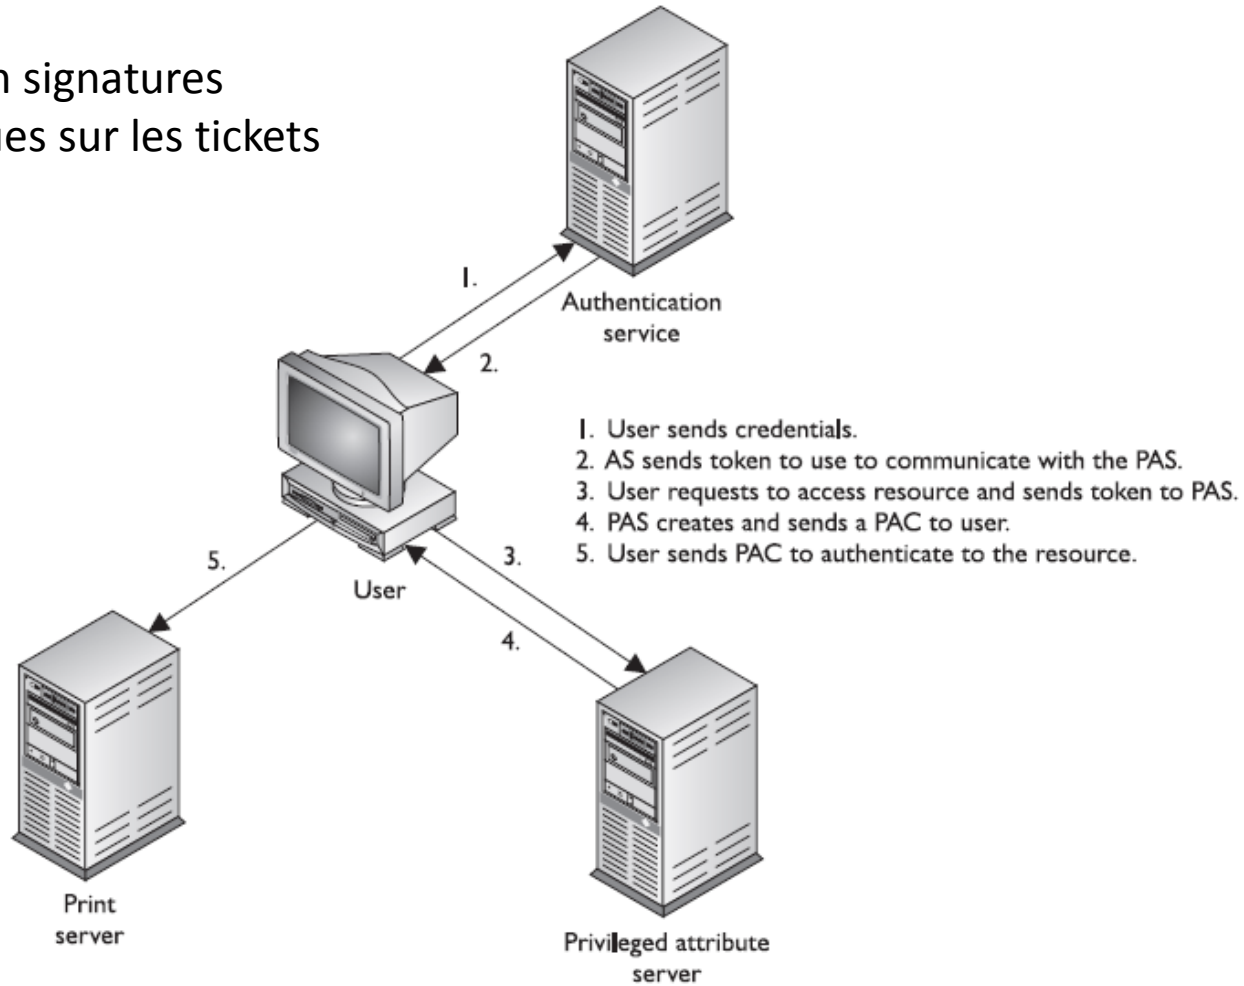 n signatures
ues sur les tickets
1.
Authentication
service
2.
1. User sends credentials.
2. AS sends token to use to communicate with the PAS.
3. User requests to access resource and sends token to PAS.
4. PAS creates and sends a PAC to user.
5. User sends PAC to authenticate to the resource.
5.
3.
User
4.
Print
server
Privileged attribute
server